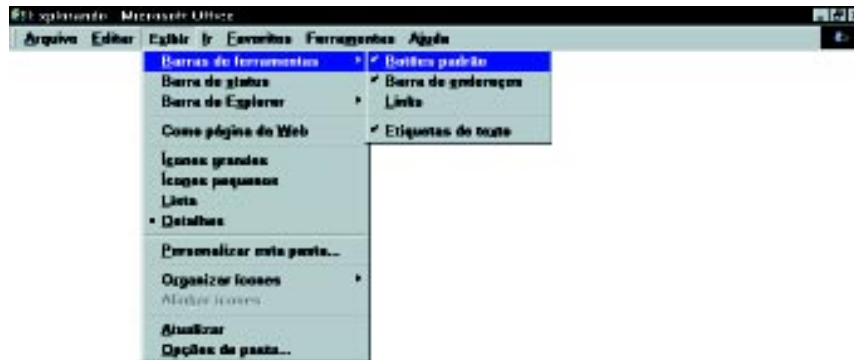 Explorando - Microsoft Office
Arquivo Editar Exibir Ir Favoritos Ferramentas Ajuda
Barras de ferramentas
Barra de status
Barra do Explorer
Como página da Web
Ícones grandes
Ícones pequenos
Lista
Detalhes
Personalizar esta pasta...
Organizar ícones
Alinhar ícones
Atualizar
Opções de pasta...
Botões padrão
Barra de endereços
Links
Etiquetas de texto